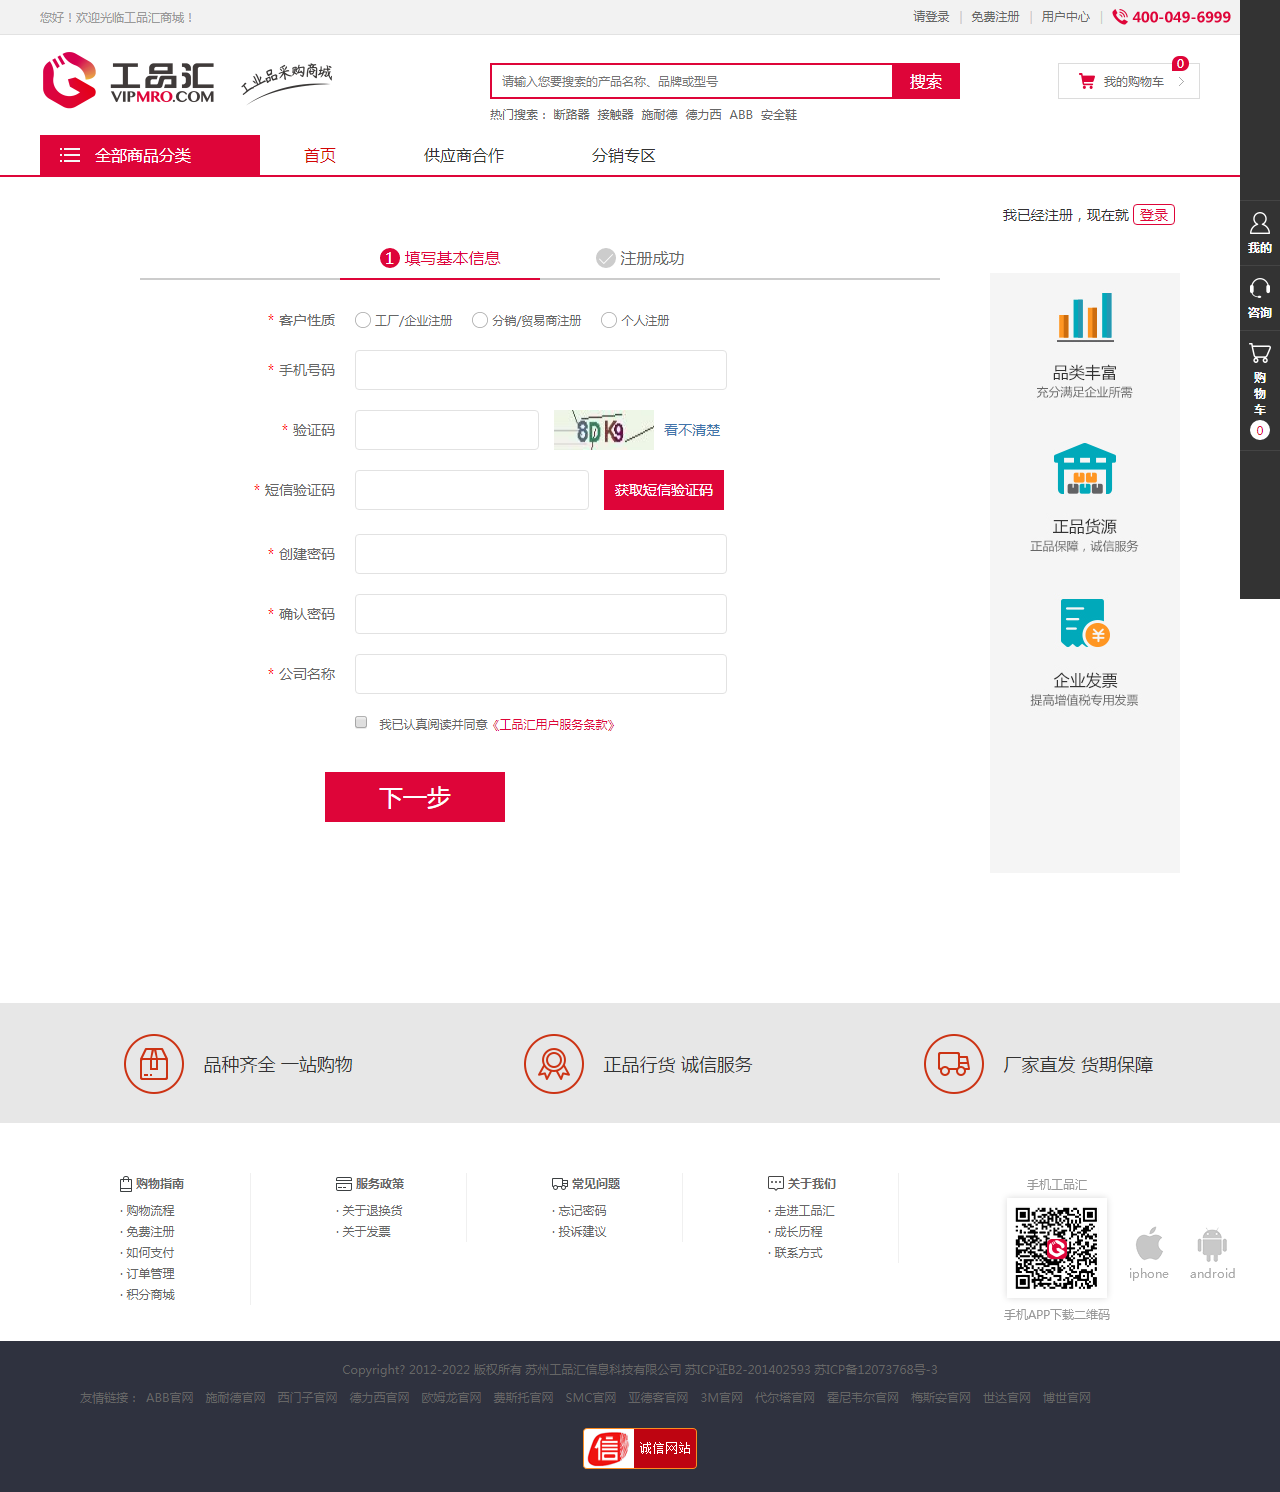 您好！欢迎光临工品汇商城！
请登录 | 免费注册 | 用户中心 | 400-049-6999
工品汇
VIPMRO.COM
工业品采购商城
请输入您要搜索的产品名称、品牌或型号
搜索
0
我的购物车
热门搜索： 断路器 接触器 施耐德 德力西 ABB 安全鞋
全部商品分类
首页
供应商合作
分销专区
我的
咨询
购物车
0
我已经注册，现在就 登录
1 填写基本信息
注册成功
* 客户性质
工厂/企业注册
分销/贸易商注册
个人注册
* 手机号码
* 验证码
8DK9
看不清楚
* 短信验证码
获取短信验证码
* 创建密码
* 确认密码
* 公司名称
我已认真阅读并同意《工品汇用户服务条款》
下一步
品类丰富
充分满足企业所需
正品货源
正品保障，诚信服务
企业发票
提高增值税专用发票
品种齐全 一站购物
正品行货 诚信服务
厂家直发 货期保障
购物指南
· 购物流程
· 免费注册
· 如何支付
· 订单管理
· 积分商城
服务政策
· 关于退换货
· 关于发票
常见问题
· 忘记密码
· 投诉建议
关于我们
· 走进工品汇
· 成长历程
· 联系方式
手机工品汇
手机APP下载二维码
iphone
android
Copyright? 2012-2022 版权所有 苏州工品汇信息科技有限公司 苏ICP证B2-201402593 苏ICP备12073768号-3
友情链接： ABB官网 施耐德官网 西门子官网 德力西官网 欧姆龙官网 费斯托官网 SMC官网 亚德客官网 3M官网 代尔塔官网 霍尼韦尔官网 梅斯安官网 世达官网 博世官网
信 诚信网站